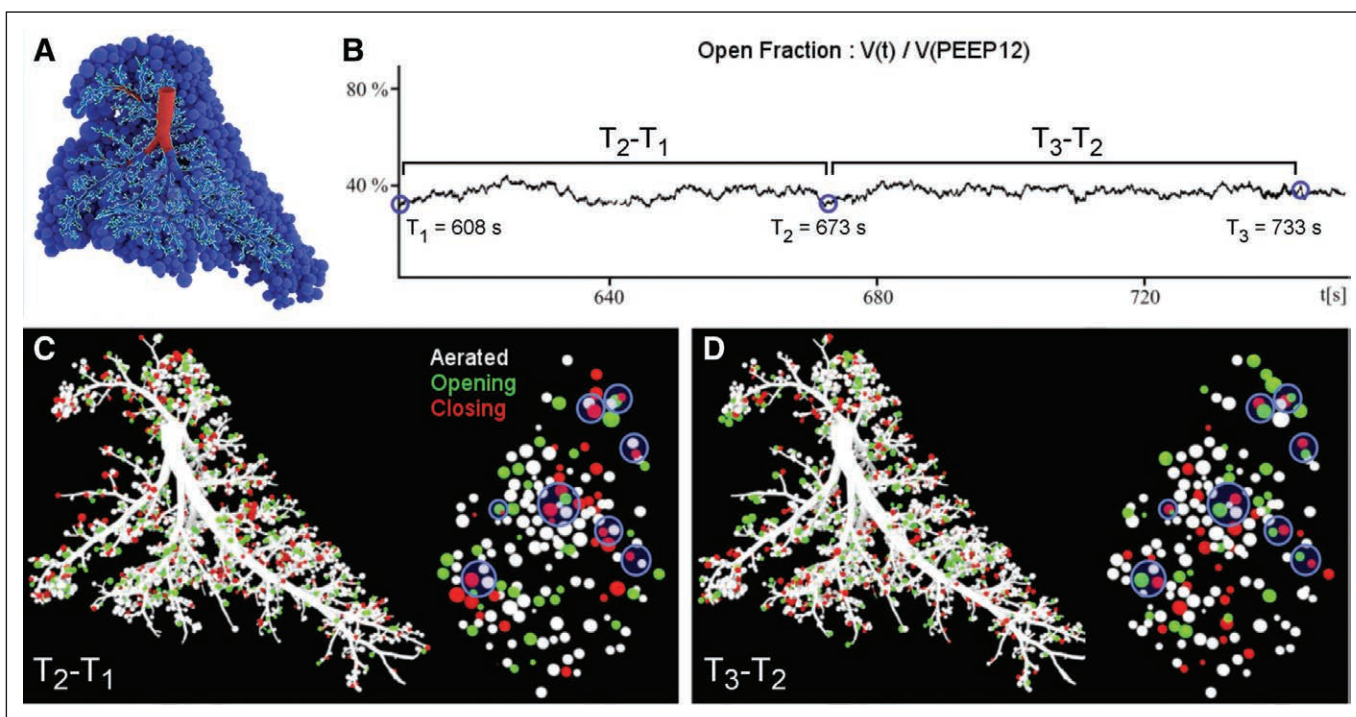 A
B
Open Fraction : V(t) / V(PEEP12)
80 %
T₂-T₁
T₃-T₂
40 %
T₁ = 608 s
T₂ = 673 s
T₃ = 733 s
640
680
720
t[s]
C
Aerated
Opening
Closing
T₂-T₁
D
T₃-T₂